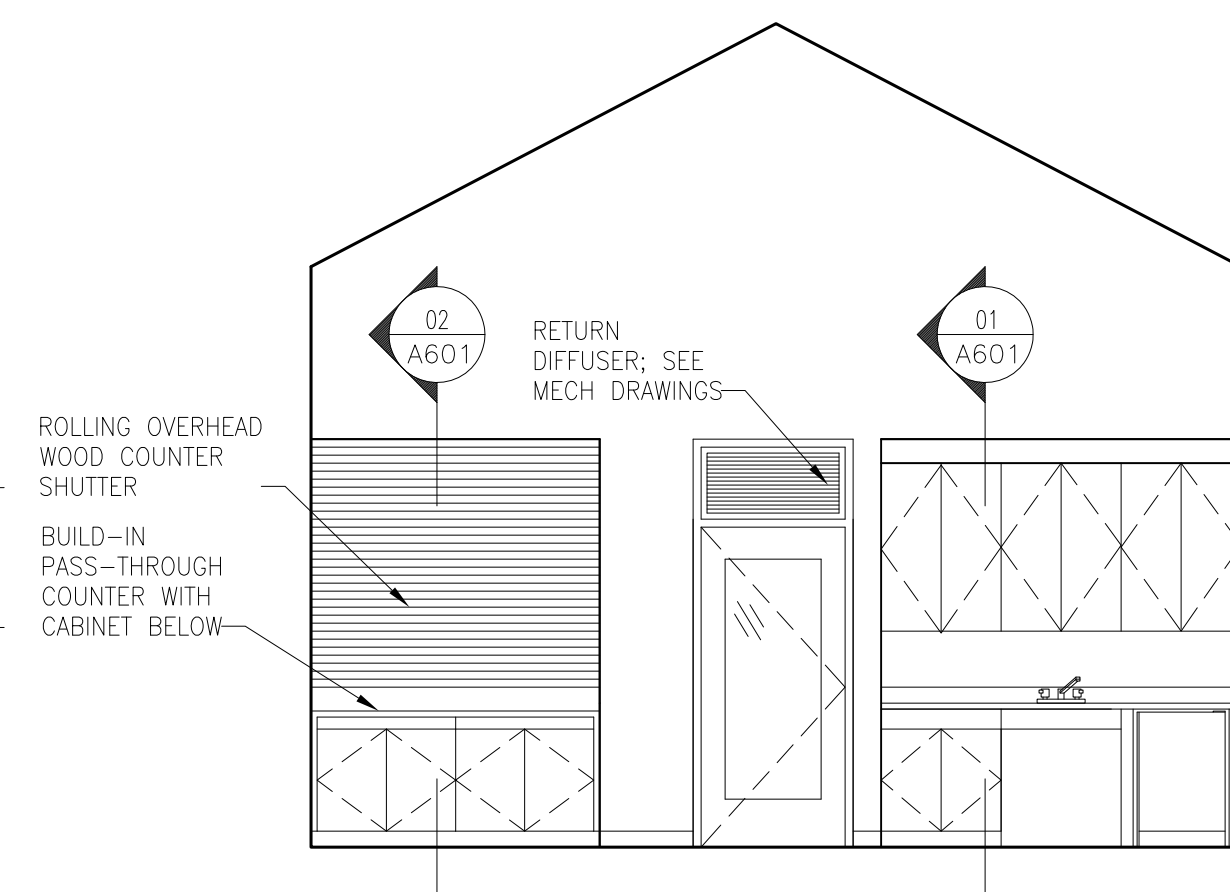 02
A601
01
A601
RETURN
DIFFUSER; SEE
MECH DRAWINGS
ROLLING OVERHEAD
WOOD COUNTER
SHUTTER
BUILD-IN
PASS-THROUGH
COUNTER WITH
CABINET BELOW